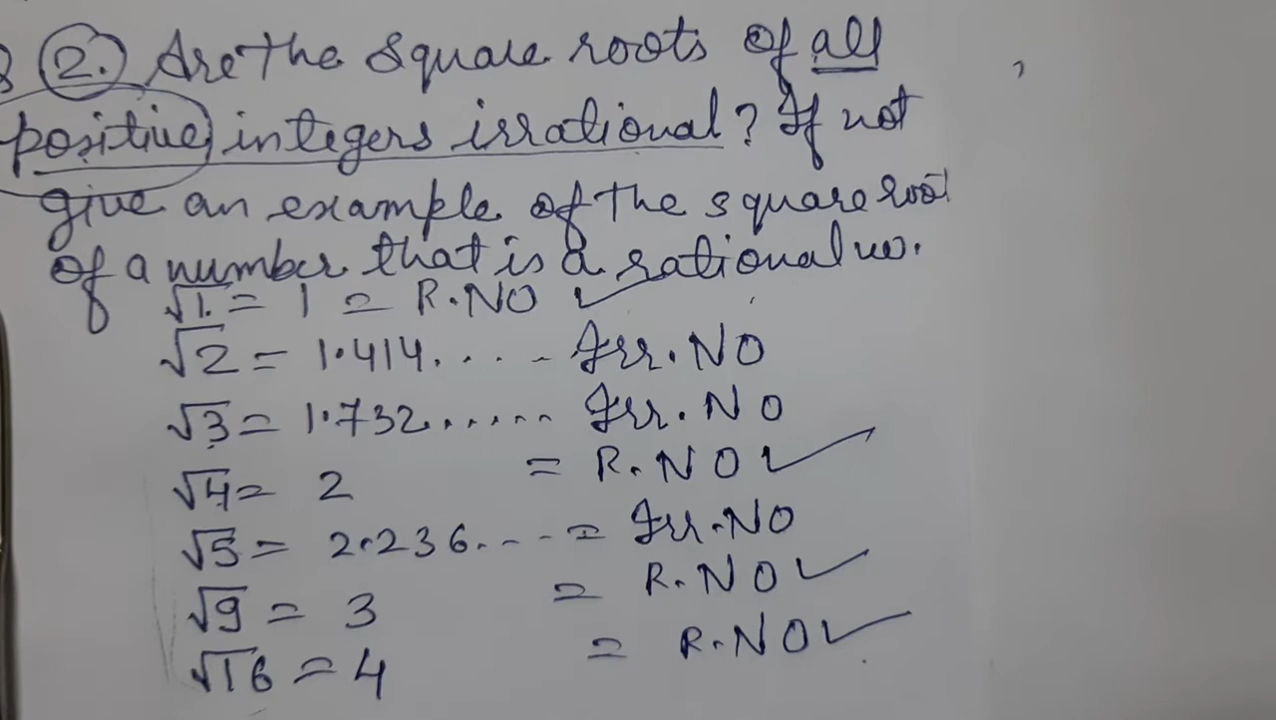 2. Are The Square roots of all
positive integers irrational? If not
give an example of the square root
of a number that is a rational no.
√1 = 1 = R.NO ✓
√2 = 1.414.... Irr.NO
√3 = 1.732...... Irr.NO
√4 = 2 = R.NO ✓
√5 = 2.236.... = Irr.NO
√9 = 3 = R.NO ✓
√16 = 4 = R.NO ✓